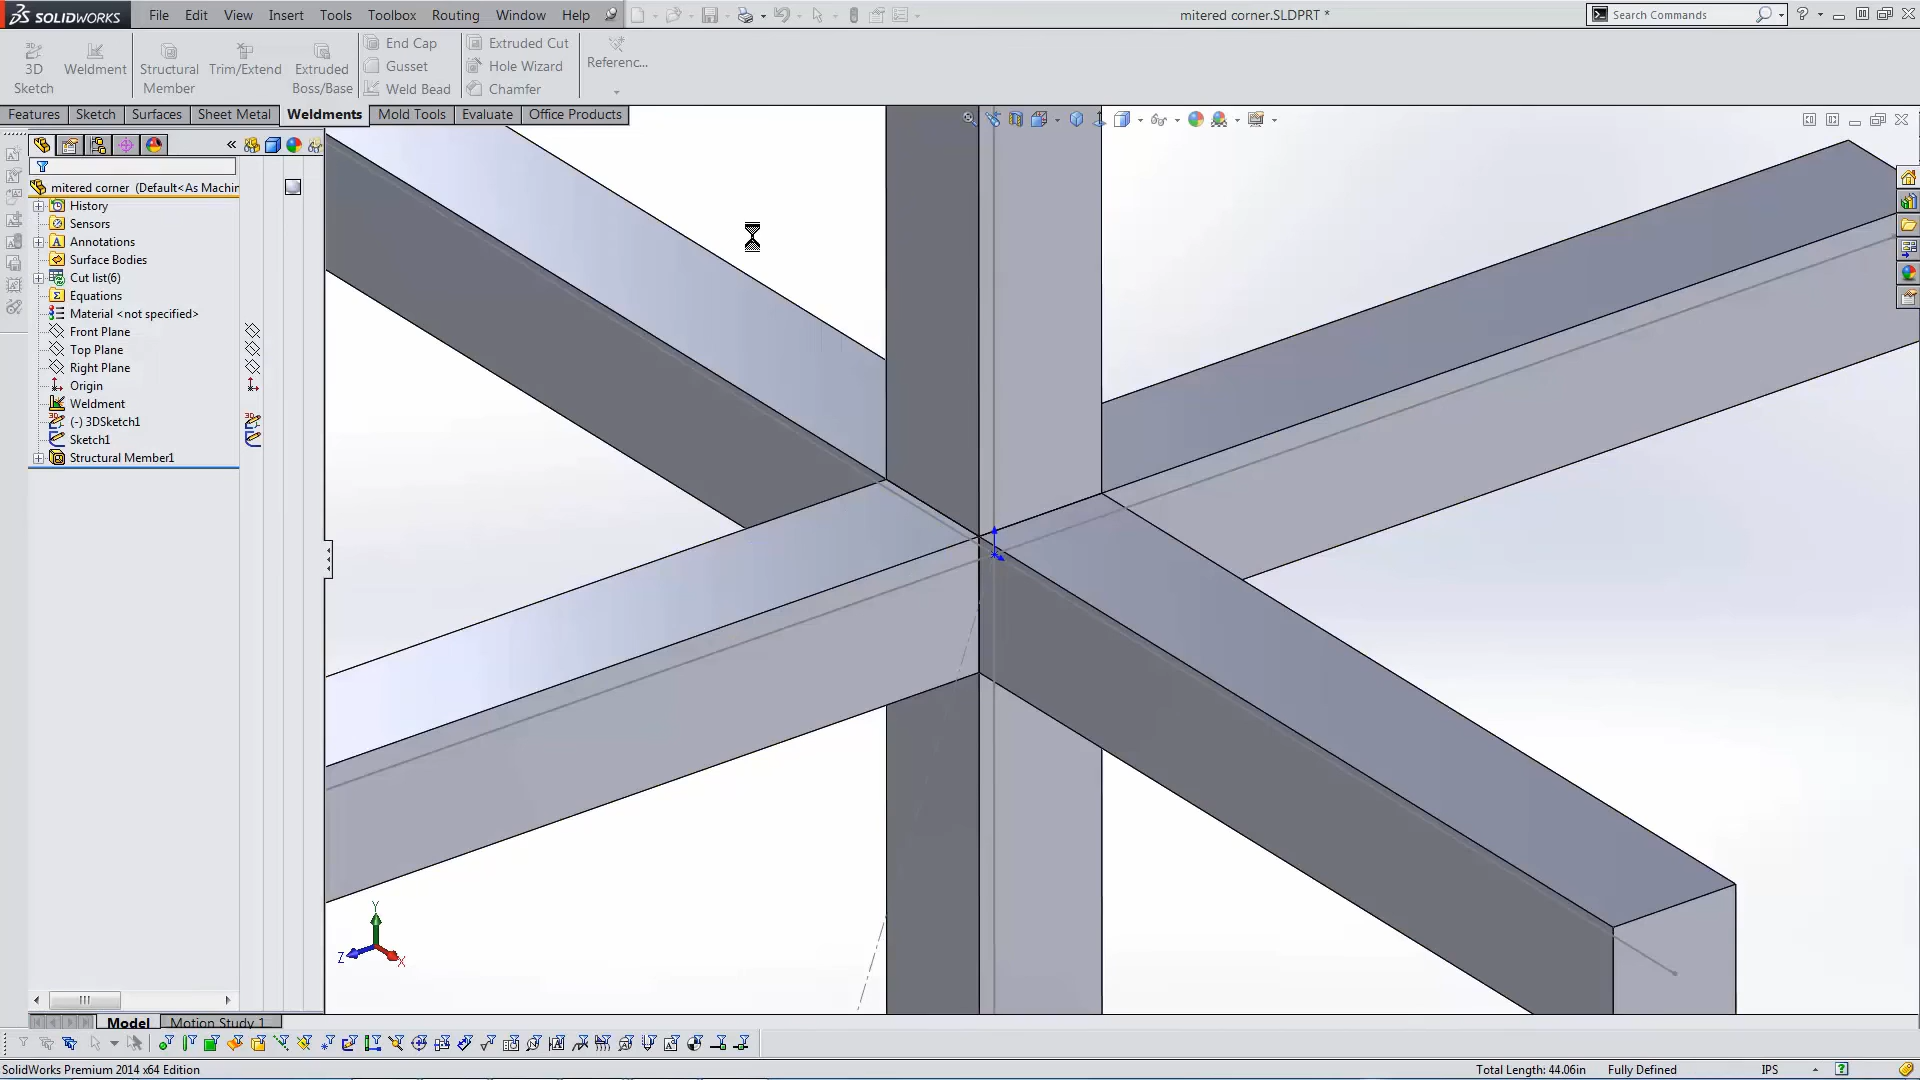 SOLIDWORKS File Edit View Insert Tools Toolbox Routing Window Help mitered corner.SLDPRT * Search Commands
3D Sketch
Weldment
Structural Member
Trim/Extend
Extruded Boss/Base
End Cap
Gusset
Weld Bead
Extruded Cut
Hole Wizard
Chamfer
Referenc...
Features Sketch Surfaces Sheet Metal Weldments Mold Tools Evaluate Office Products
mitered corner (Default<As Machin
History
Sensors
Annotations
Surface Bodies
Cut list(6)
Equations
Material <not specified>
Front Plane
Top Plane
Right Plane
Origin
Weldment
(-) 3DSketch1
Sketch1
Structural Member1
Y
Z
X
Model Motion Study 1
SolidWorks Premium 2014 x64 Edition Total Length: 44.06in Fully Defined IPS